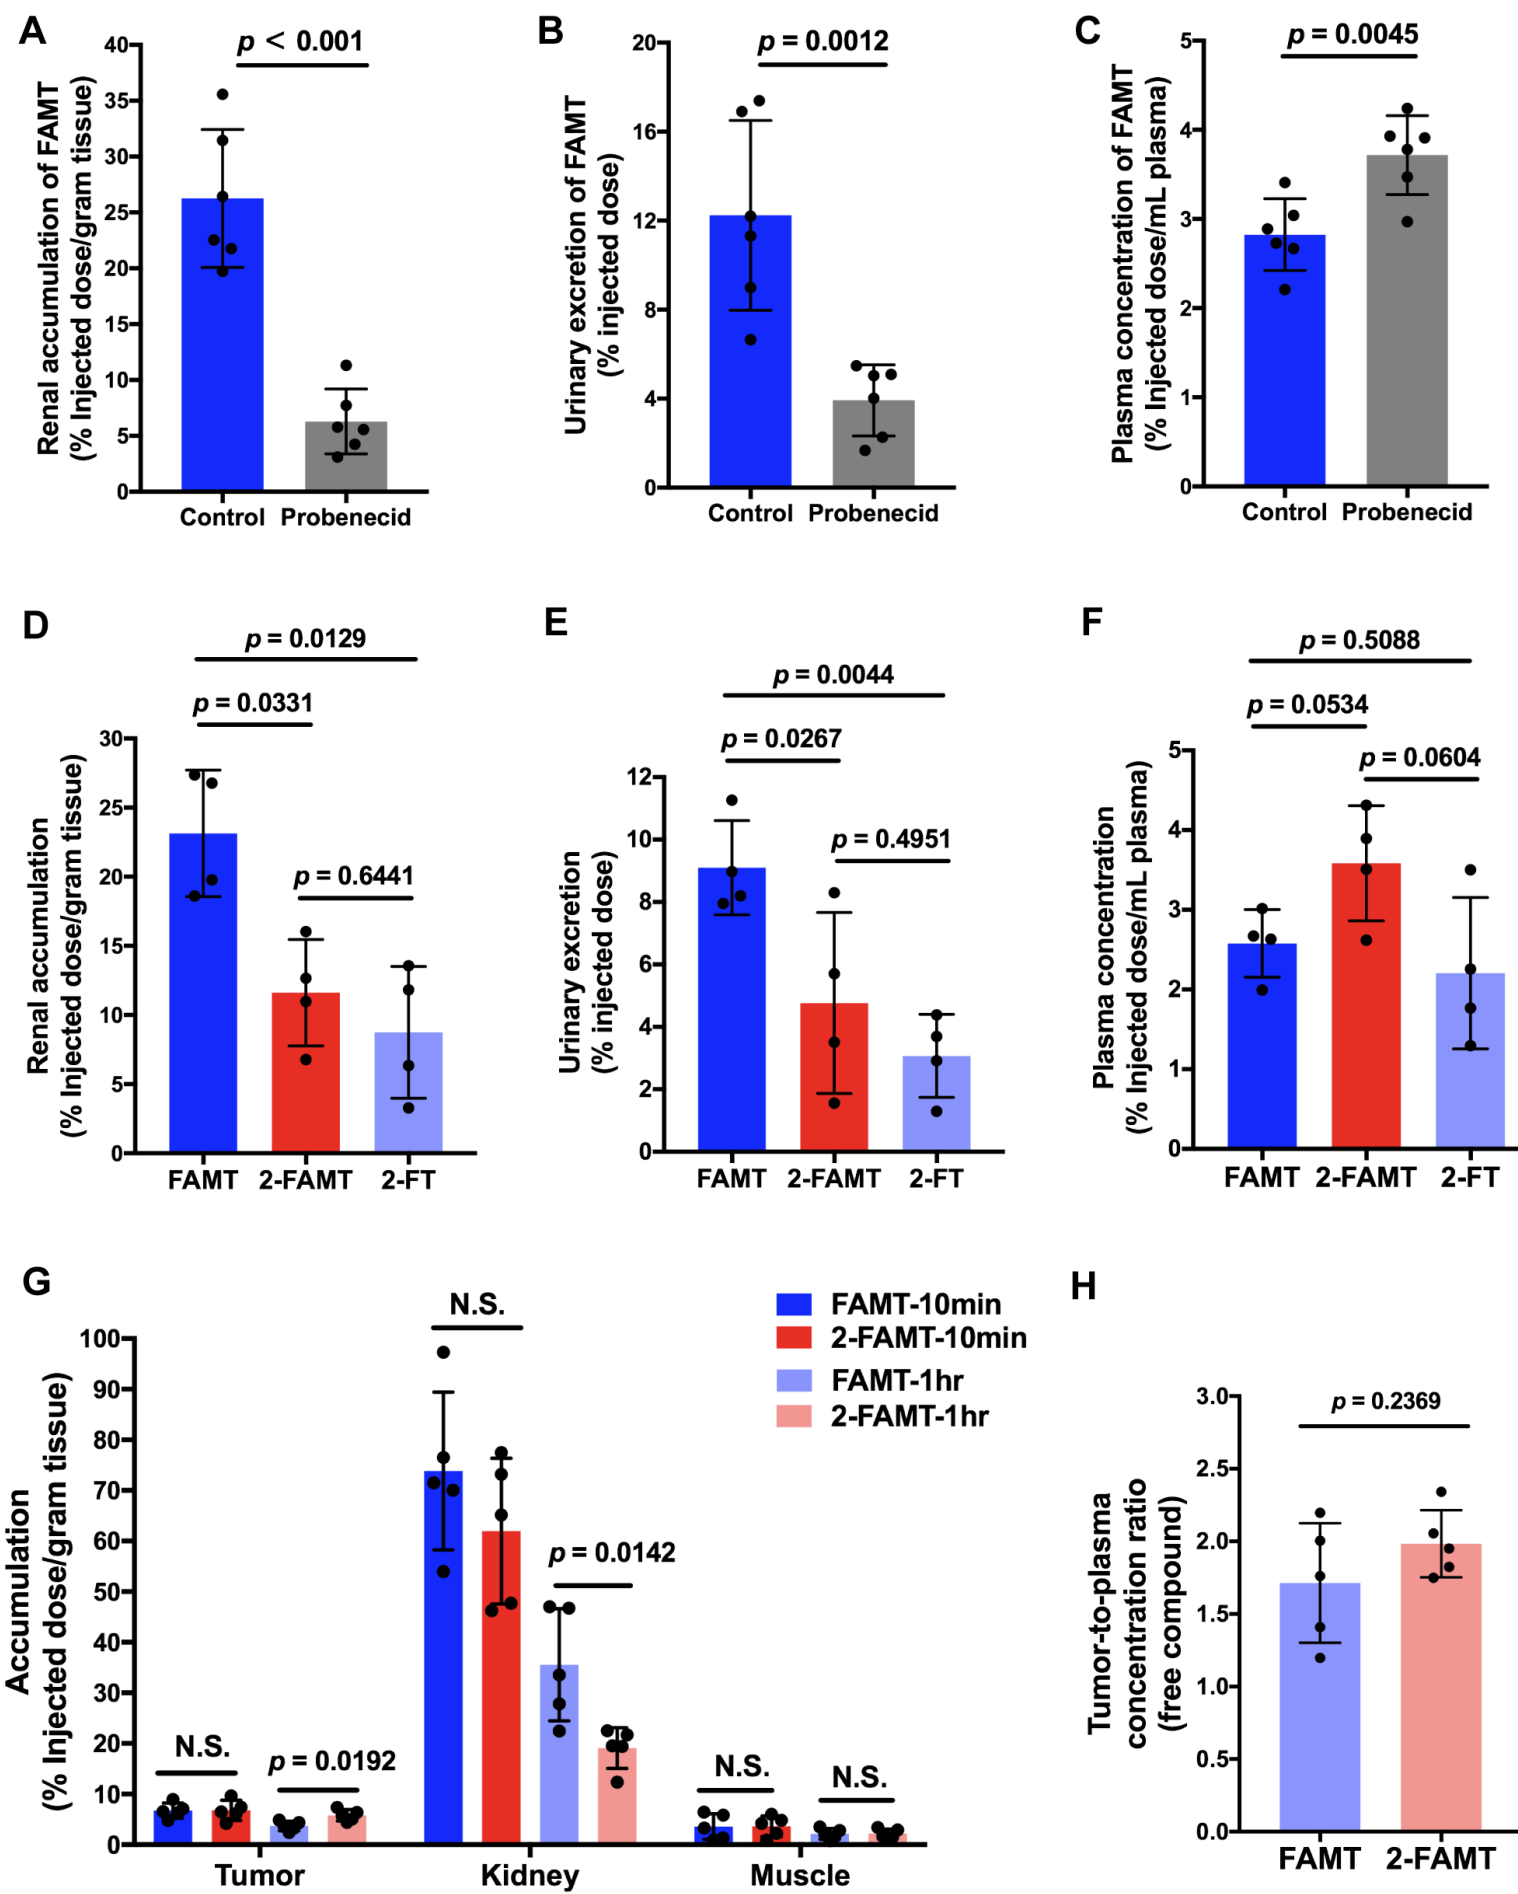 A
p < 0.001
Renal accumulation of FAMT
(% Injected dose/gram tissue)
40
35
30
25
20
15
10
5
0
Control Probenecid
B
p = 0.0012
Urinary excretion of FAMT
(% injected dose)
20
16
12
8
4
0
Control Probenecid
C
p = 0.0045
Plasma concentration of FAMT
(% Injected dose/mL plasma)
5
4
3
2
1
0
Control Probenecid
D
p = 0.0129
p = 0.0331
p = 0.6441
Renal accumulation
(% Injected dose/gram tissue)
30
25
20
15
10
5
0
FAMT 2-FAMT 2-FT
E
p = 0.0044
p = 0.0267
p = 0.4951
Urinary excretion
(% injected dose)
12
10
8
6
4
2
0
FAMT 2-FAMT 2-FT
F
p = 0.5088
p = 0.0534
p = 0.0604
Plasma concentration
(% Injected dose/mL plasma)
5
4
3
2
1
0
FAMT 2-FAMT 2-FT
G
FAMT-10min
2-FAMT-10min
FAMT-1hr
2-FAMT-1hr
Accumulation
(% Injected dose/gram tissue)
100
90
80
70
60
50
40
30
20
10
0
N.S.
p = 0.0192
N.S.
p = 0.0142
N.S.
N.S.
Tumor Kidney Muscle
H
p = 0.2369
Tumor-to-plasma
concentration ratio
(free compound)
3.0
2.5
2.0
1.5
1.0
0.5
0.0
FAMT 2-FAMT